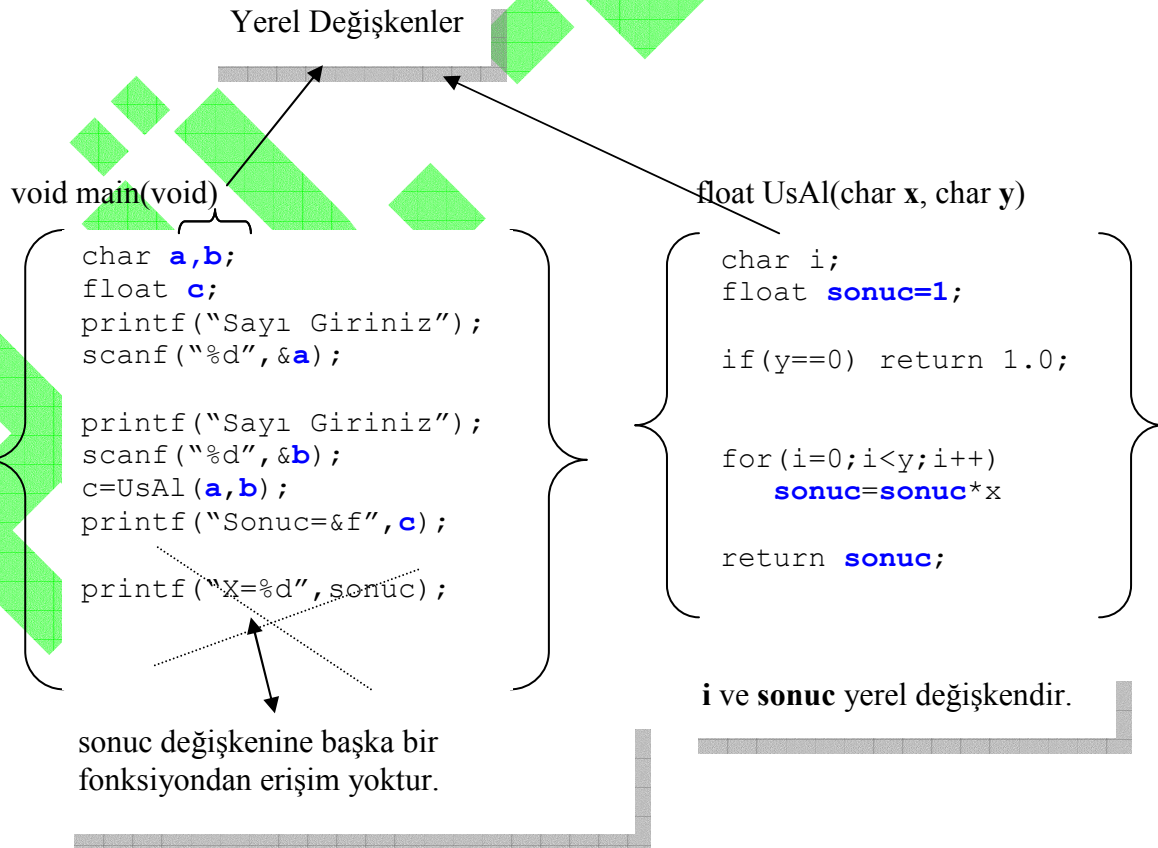 Yerel Değişkenler
void main(void)
char a,b;
float c;
printf(“Sayı Giriniz”);
scanf(“%d”,&a);
printf(“Sayı Giriniz”);
scanf(“%d”,&b);
c=UsAl(a,b);
printf(“Sonuc=&f”,c);
printf(“X=%d”,sonuc);
sonuc değişkenine başka bir
fonksiyondan erişim yoktur.
float UsAl(char x, char y)
char i;
float sonuc=1;
if(y==0) return 1.0;
for(i=0;i<y;i++)
sonuc=sonuc*x
return sonuc;
i ve sonuc yerel değişkendir.